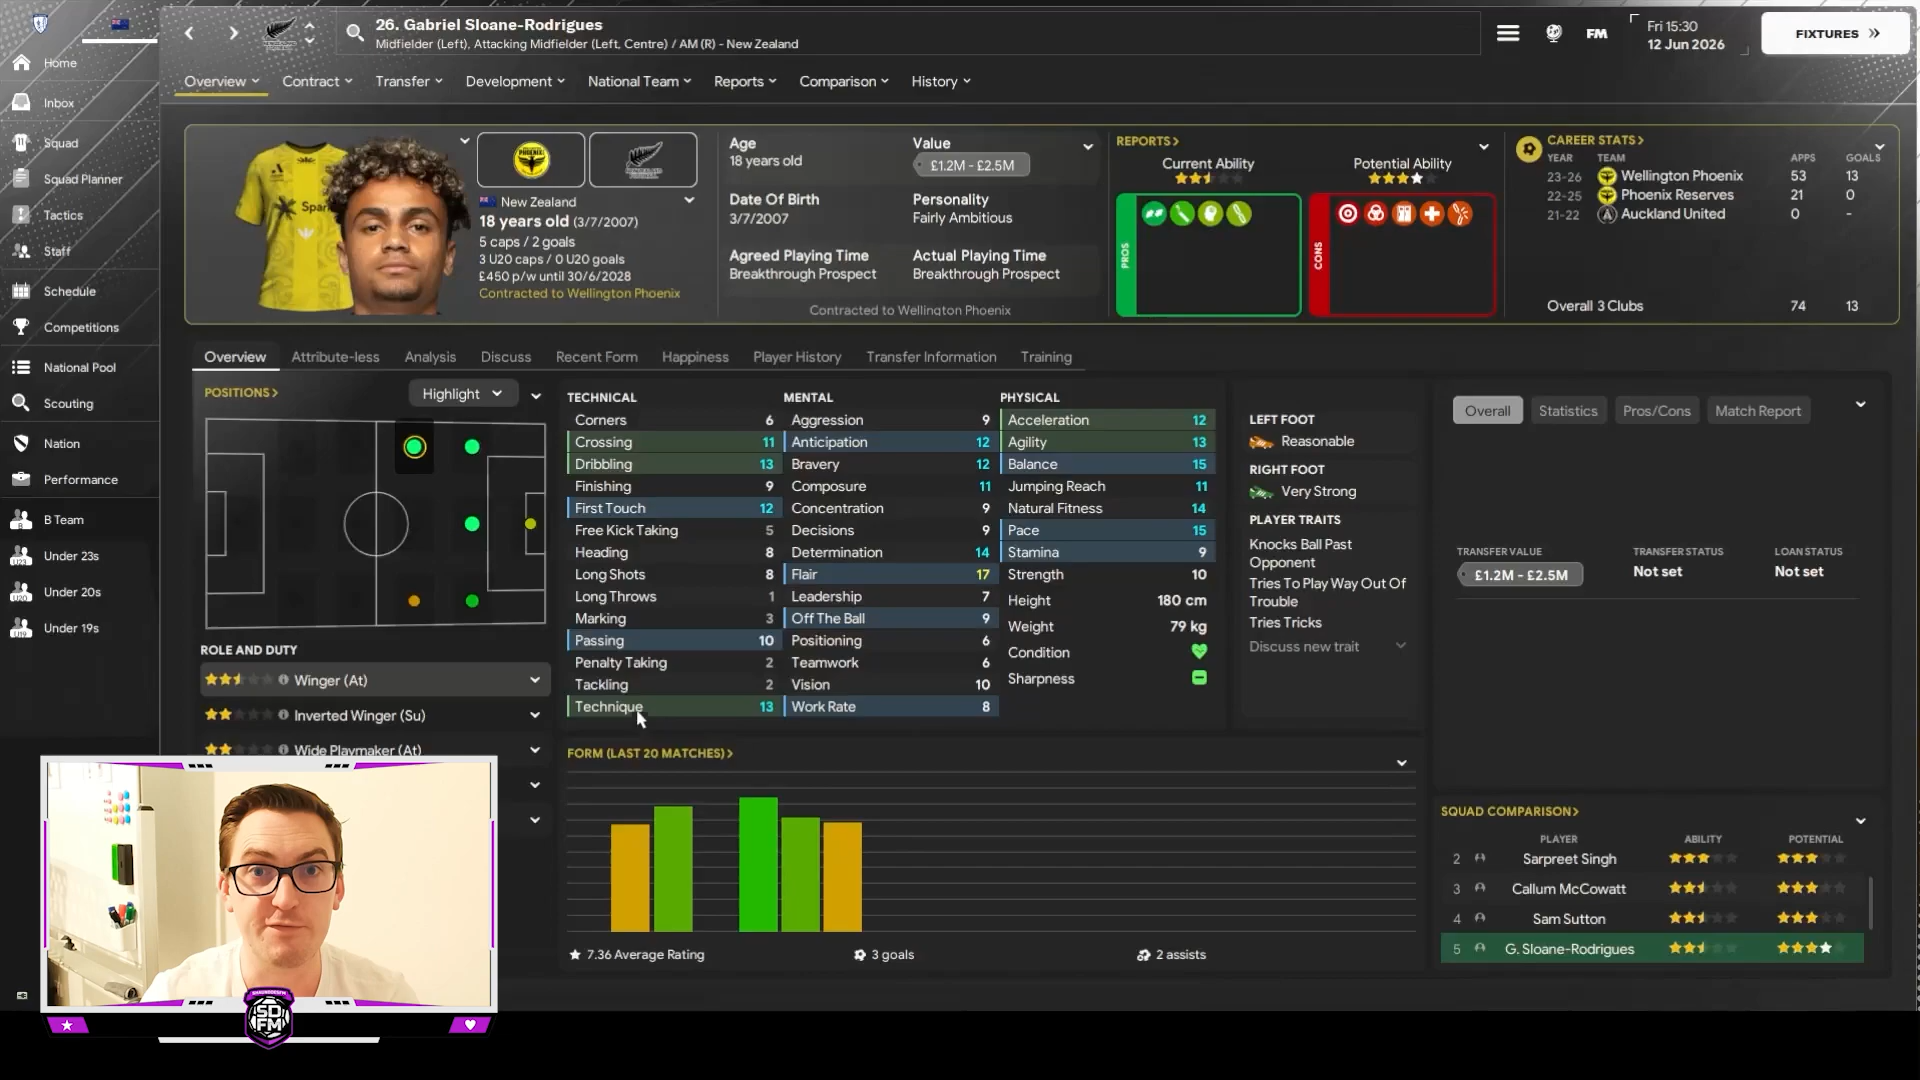 26. Gabriel Sloane-Rodrigues
Midfielder (Left), Attacking Midfielder (Left, Centre) / AM (R) - New Zealand
FM
Fri 15:30
12 Jun 2026
FIXTURES
Home
Inbox
Squad
Squad Planner
Tactics
Staff
Schedule
Competitions
National Pool
Scouting
Nation
Performance
B Team
Under 23s
Under 20s
Under 19s
Overview
Contract
Transfer
Development
National Team
Reports
Comparison
History
New Zealand
18 years old (3/7/2007)
5 caps / 2 goals
3 U20 caps / 0 U20 goals
£450 p/w until 30/6/2028
Contracted to Wellington Phoenix
Age
18 years old
Value
£1.2M - £2.5M
Date Of Birth
3/7/2007
Personality
Fairly Ambitious
Agreed Playing Time
Breakthrough Prospect
Actual Playing Time
Breakthrough Prospect
Contracted to Wellington Phoenix
REPORTS >
Current Ability
Potential Ability
PROS
CONS
CAREER STATS >
YEAR TEAM APPS GOALS
23-26 Wellington Phoenix 53 13
22-25 Phoenix Reserves 21 0
21-22 Auckland United 0 -
Overall 3 Clubs 74 13
Overview
Attribute-less
Analysis
Discuss
Recent Form
Happiness
Player History
Transfer Information
Training
POSITIONS >
Highlight
ROLE AND DUTY
Winger (At)
Inverted Winger (Su)
Wide Playmaker (At)
TECHNICAL
Corners 6
Crossing 11
Dribbling 13
Finishing 9
First Touch 12
Free Kick Taking 5
Heading 8
Long Shots 8
Long Throws 1
Marking 3
Passing 10
Penalty Taking 2
Tackling 2
Technique 13
MENTAL
Aggression 9
Anticipation 12
Bravery 12
Composure 11
Concentration 9
Decisions 9
Determination 14
Flair 17
Leadership 7
Off The Ball 9
Positioning 6
Teamwork 6
Vision 10
Work Rate 8
PHYSICAL
Acceleration 12
Agility 13
Balance 15
Jumping Reach 11
Natural Fitness 14
Pace 15
Stamina 9
Strength 10
Height 180 cm
Weight 79 kg
Condition
Sharpness
LEFT FOOT
Reasonable
RIGHT FOOT
Very Strong
PLAYER TRAITS
Knocks Ball Past
Opponent
Tries To Play Way Out Of
Trouble
Tries Tricks
Discuss new trait
Overall
Statistics
Pros/Cons
Match Report
TRANSFER VALUE
£1.2M - £2.5M
TRANSFER STATUS
Not set
LOAN STATUS
Not set
FORM (LAST 20 MATCHES) >
7.36 Average Rating
3 goals
2 assists
SQUAD COMPARISON >
PLAYER ABILITY POTENTIAL
2 Sarpreet Singh
3 Callum McCowatt
4 Sam Sutton
5 G. Sloane-Rodrigues
SD
FM